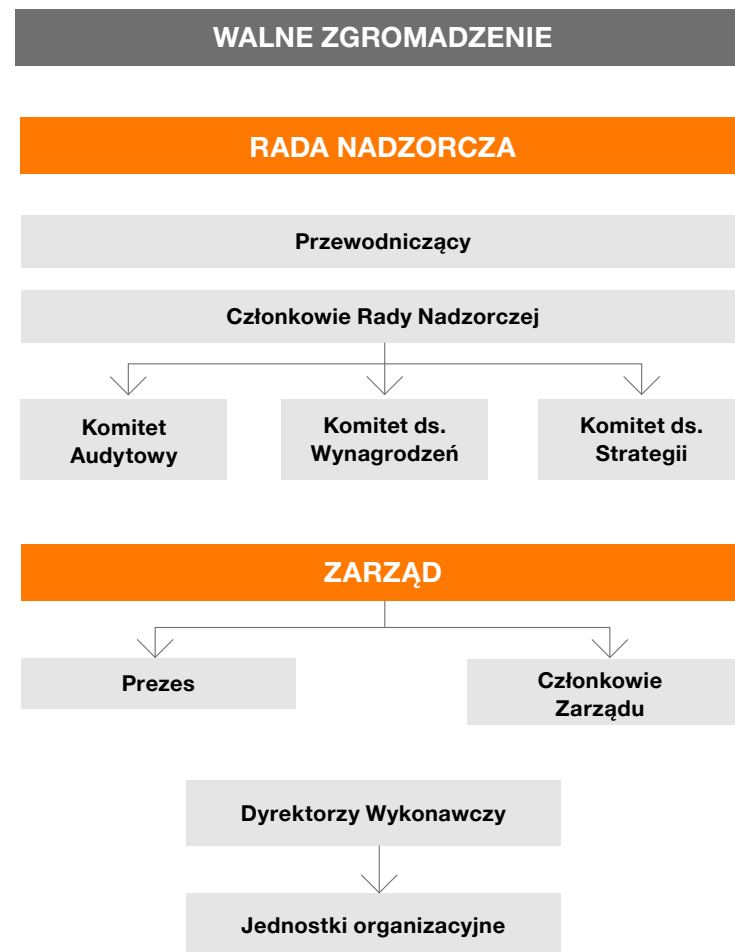 WALNE ZGROMADZENIE
RADA NADZORCZA
Przewodniczący
Członkowie Rady Nadzorczej
Komitet
Audytowy
Komitet ds.
Wynagrodzeń
Komitet ds.
Strategii
ZARZĄD
Prezes
Członkowie
Zarządu
Dyrektorzy Wykonawczy
Jednostki organizacyjne